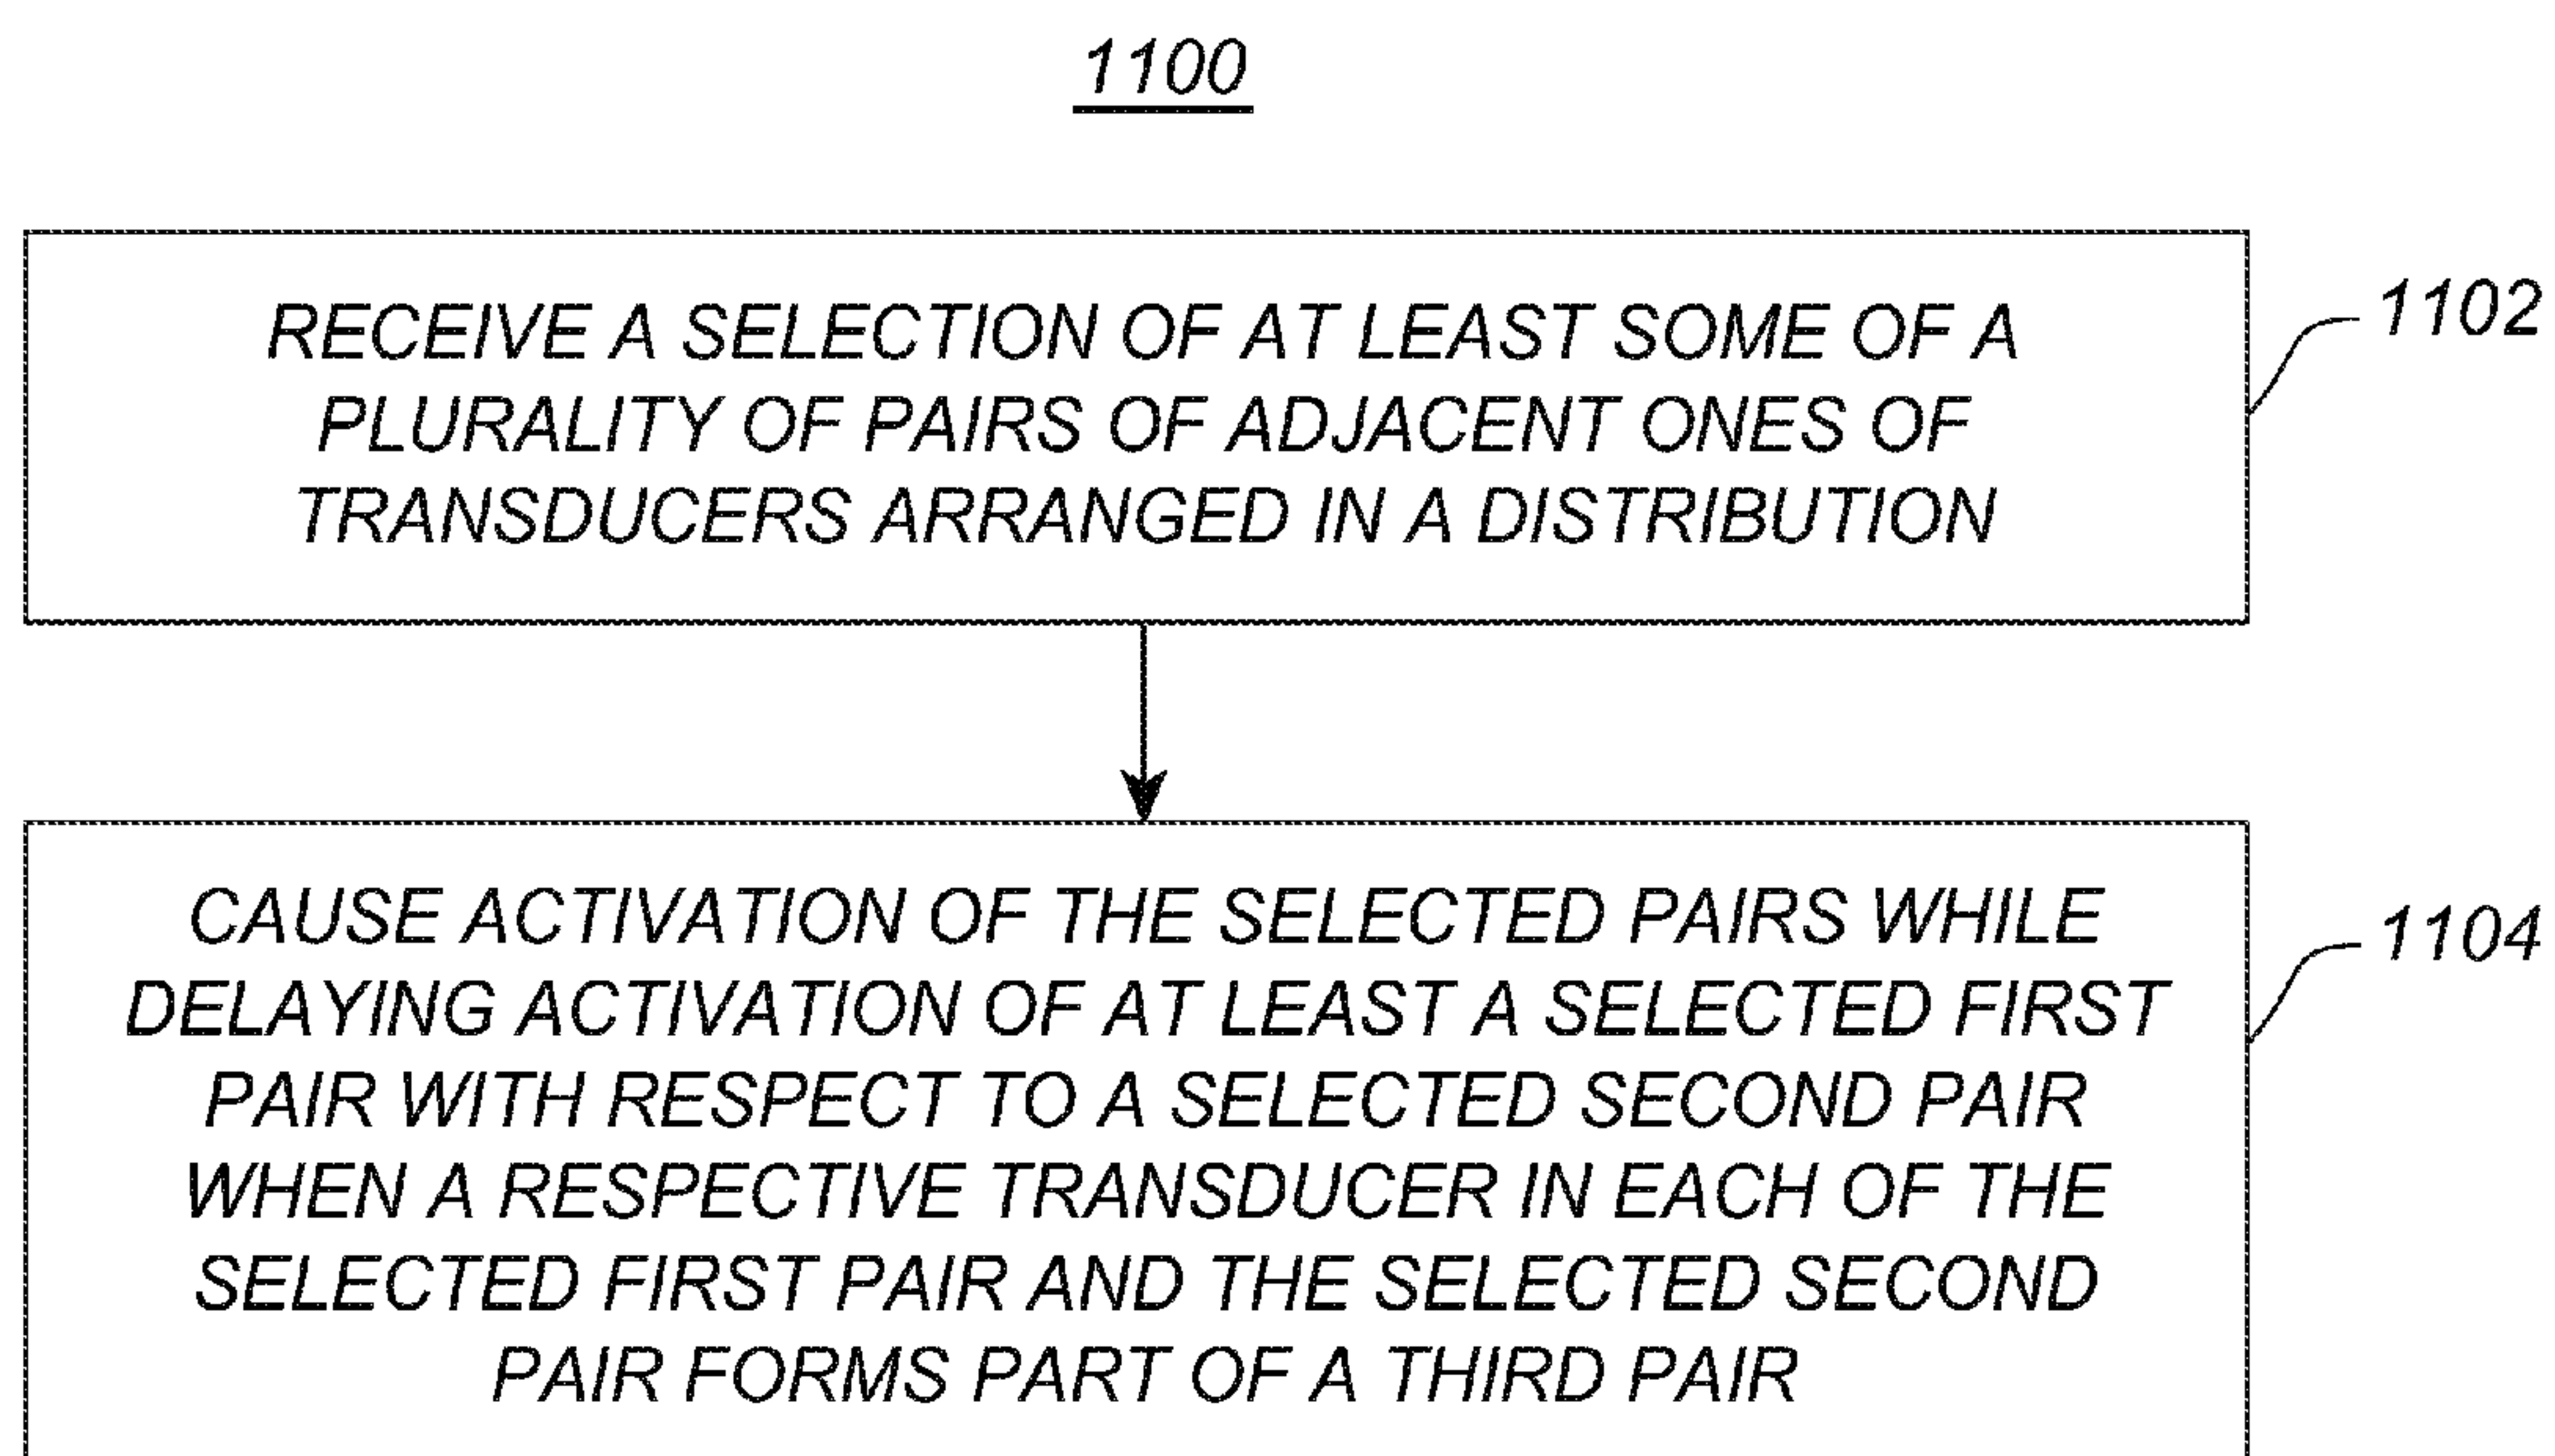 1100
RECEIVE A SELECTION OF AT LEAST SOME OF A
PLURALITY OF PAIRS OF ADJACENT ONES OF
TRANSDUCERS ARRANGED IN A DISTRIBUTION
1102
CAUSE ACTIVATION OF THE SELECTED PAIRS WHILE
DELAYING ACTIVATION OF AT LEAST A SELECTED FIRST
PAIR WITH RESPECT TO A SELECTED SECOND PAIR
WHEN A RESPECTIVE TRANSDUCER IN EACH OF THE
SELECTED FIRST PAIR AND THE SELECTED SECOND
PAIR FORMS PART OF A THIRD PAIR
1104